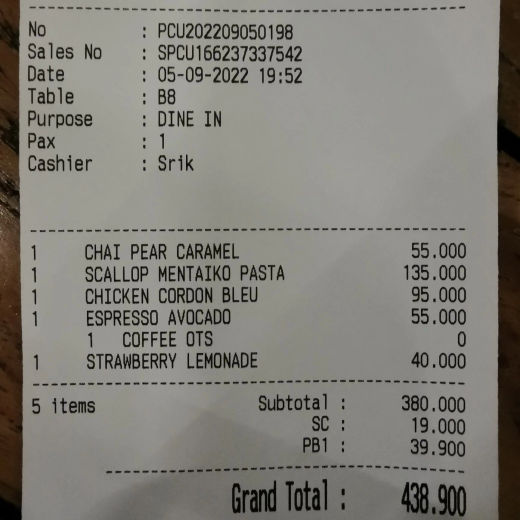 No : PCU202209050198
Sales No : SPCU166237337542
Date : 05-09-2022 19:52
Table : B8
Purpose : DINE IN
Pax : 1
Cashier : Srik
1 CHAI PEAR CARAMEL 55.000
1 SCALLOP MENTAIKO PASTA 135.000
1 CHICKEN CORDON BLEU 95.000
1 ESPRESSO AVOCADO 55.000
1 COFFEE OTS 0
1 STRAWBERRY LEMONADE 40.000
5 items Subtotal : 380.000
SC : 19.000
PB1 : 39.900
Grand Total : 438.900